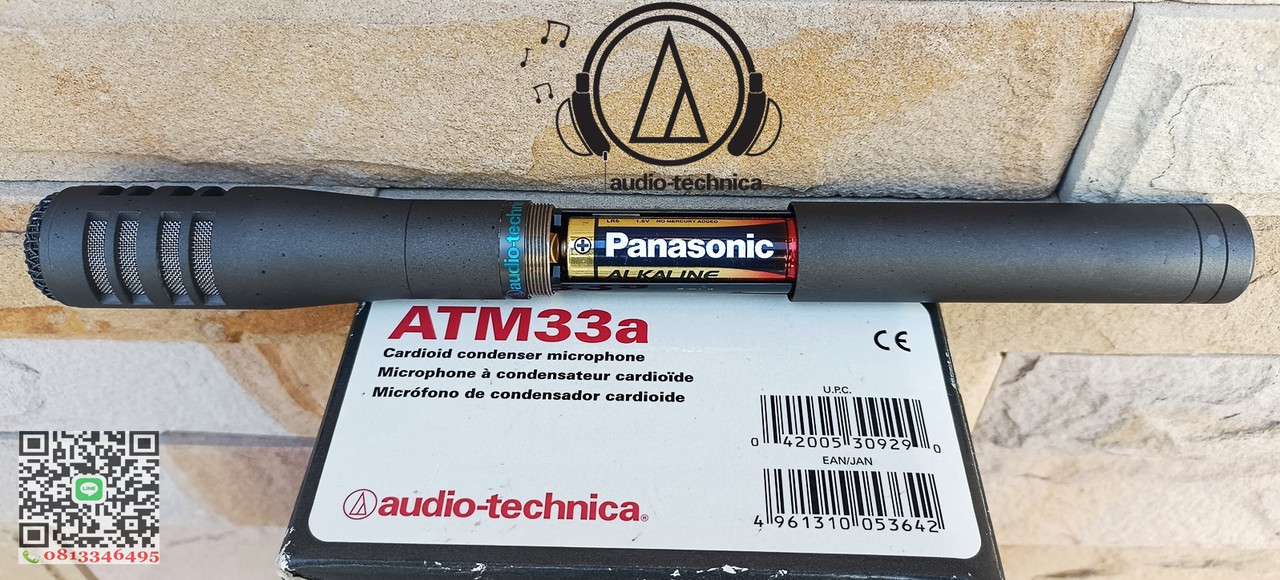 audio-technica
audio-techn
LR6 1.5V NO MERCURY ADDED
Panasonic
ALKALINE
ATM33a
Cardioid condenser microphone
Microphone à condensateur cardioïde
Micrófono de condensador cardioide
CE
U.P.C.
0 42005 30929 0
EAN/JAN
4 961310 053642
audio-technica®
LINE
0813346495